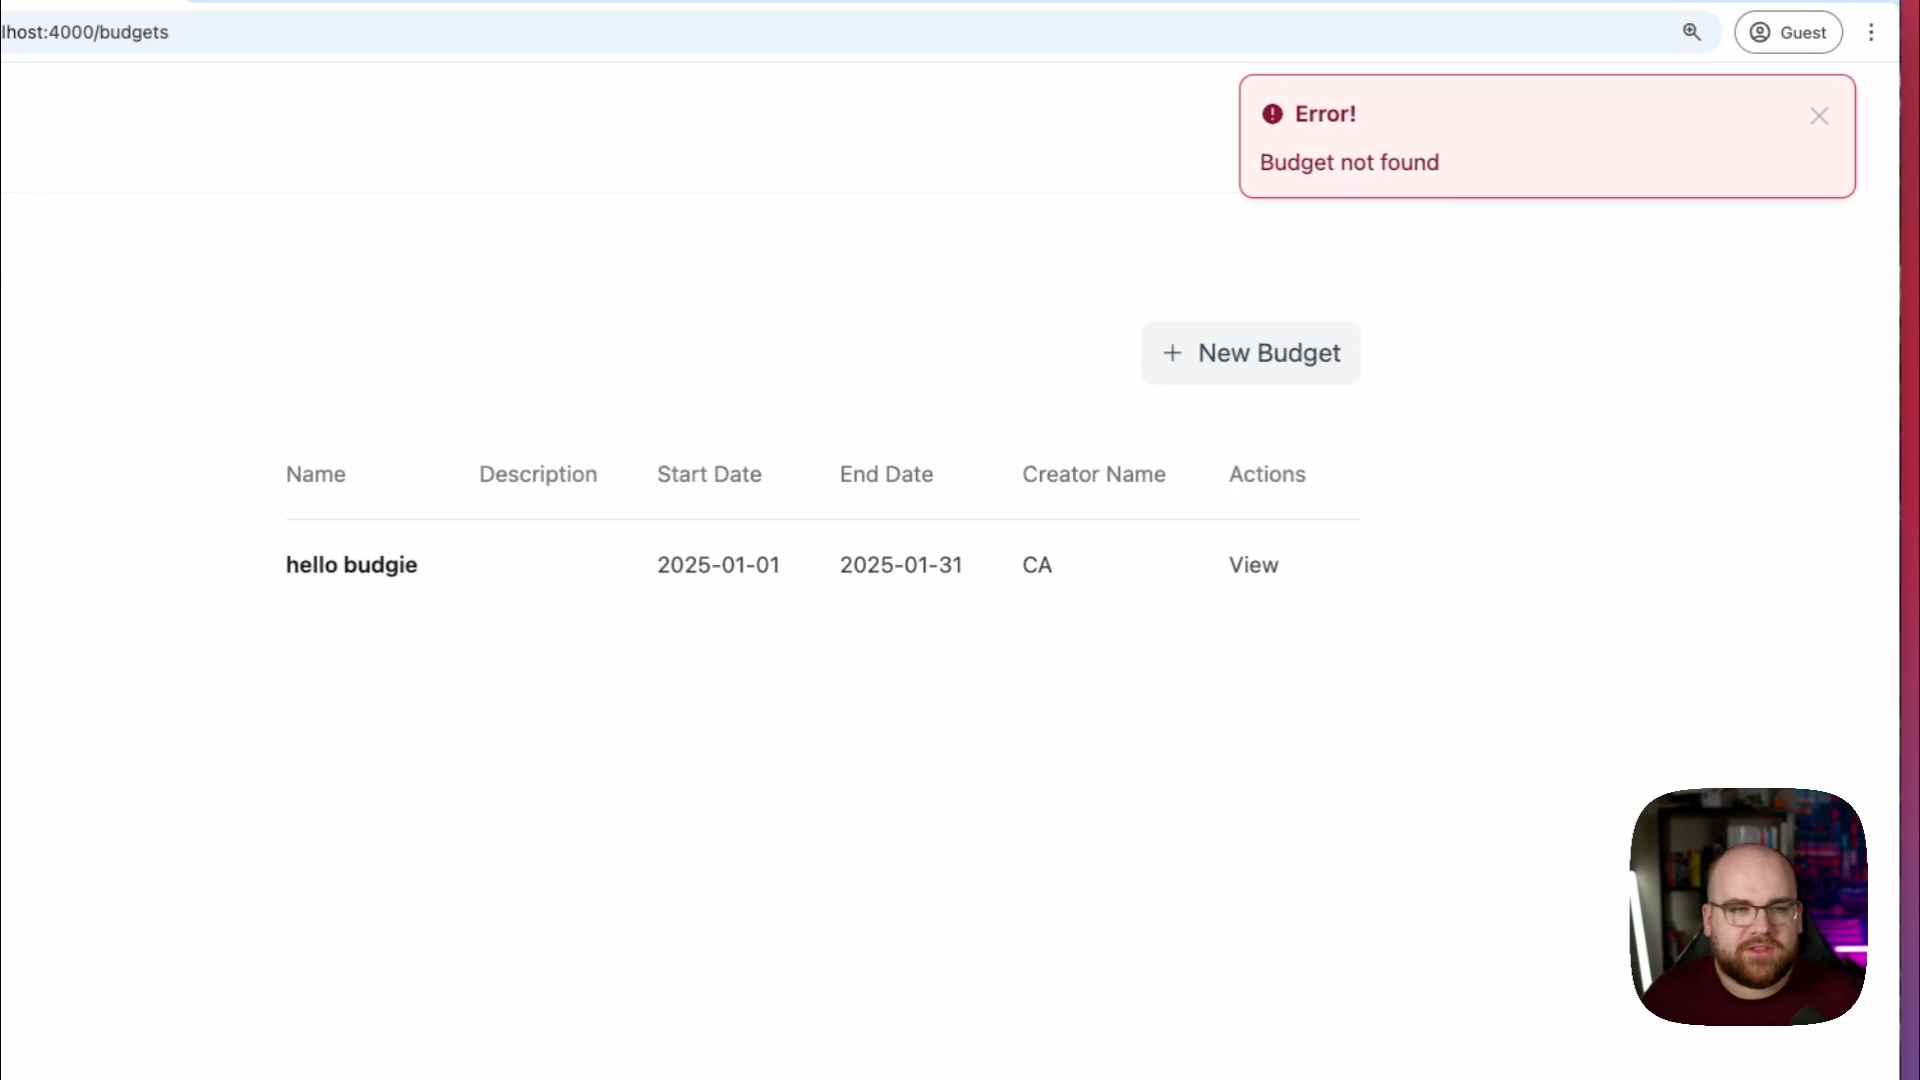 lhost:4000/budgets
Guest
Error!
Budget not found
New Budget
Name Description Start Date End Date Creator Name Actions
hello budgie 2025-01-01 2025-01-31 CA View